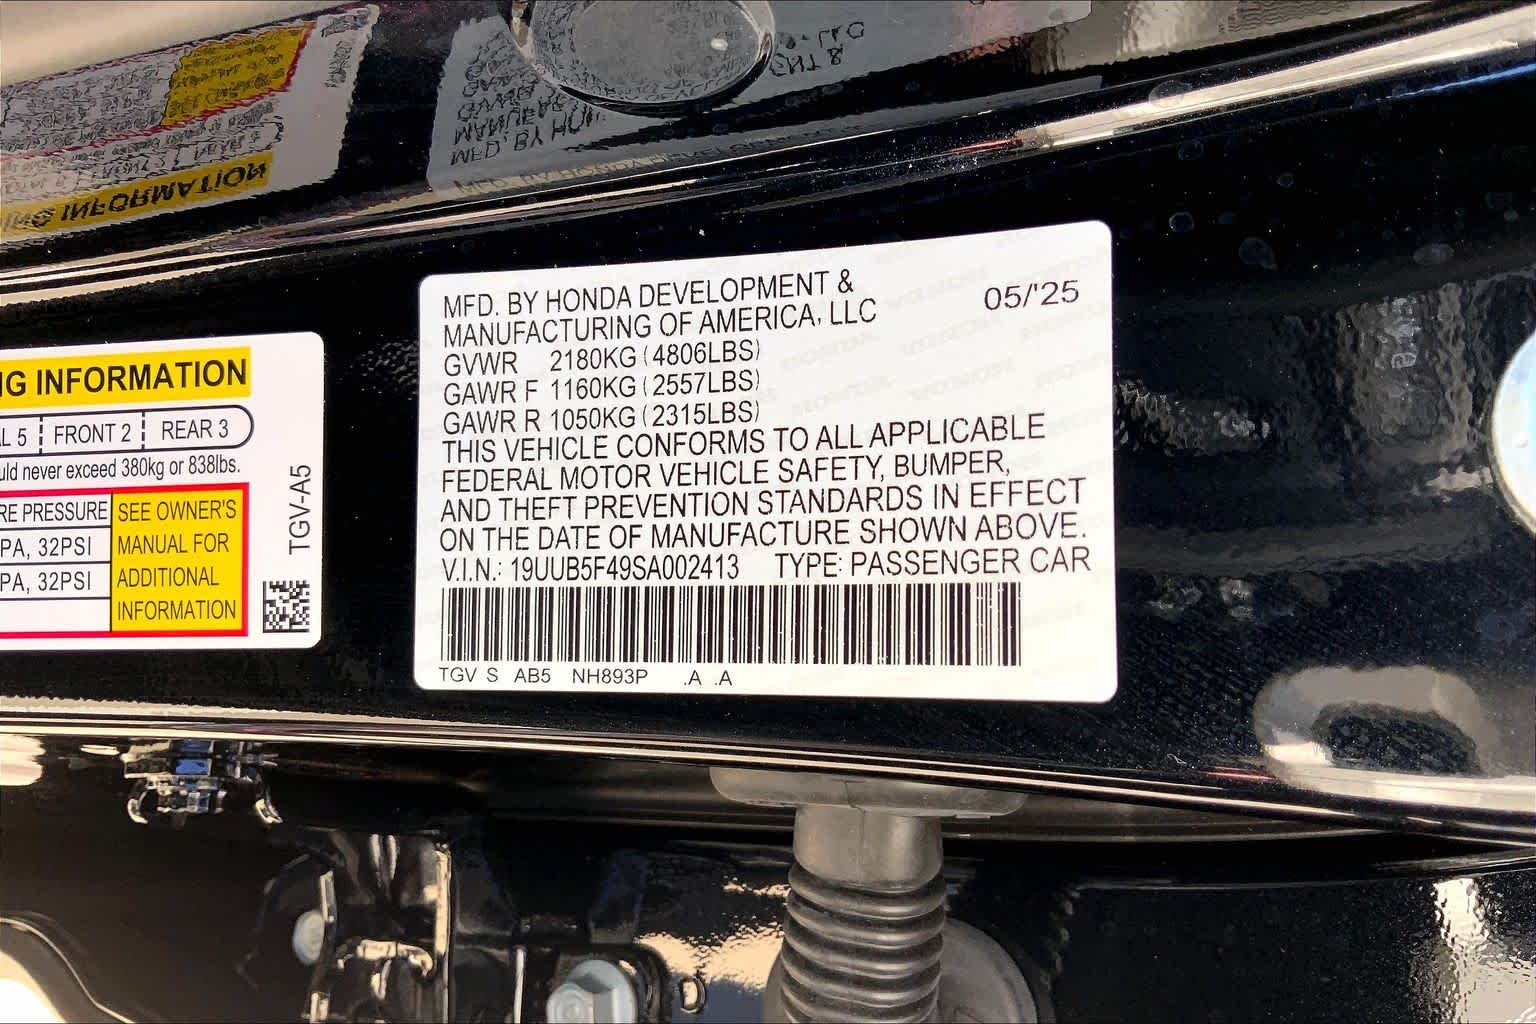 NG INFORMATION
AL 5 FRONT 2 REAR 3
uld never exceed 380kg or 838lbs.
RE PRESSURE
PA, 32PSI
PA, 32PSI
SEE OWNER'S
MANUAL FOR
ADDITIONAL
INFORMATION
TGV-A5
MFD. BY HONDA DEVELOPMENT &
MANUFACTURING OF AMERICA, LLC
05/'25
GVWR 2180KG (4806LBS)
GAWR F 1160KG (2557LBS)
GAWR R 1050KG (2315LBS)
THIS VEHICLE CONFORMS TO ALL APPLICABLE
FEDERAL MOTOR VEHICLE SAFETY, BUMPER,
AND THEFT PREVENTION STANDARDS IN EFFECT
ON THE DATE OF MANUFACTURE SHOWN ABOVE.
V.I.N.: 19UUB5F49SA002413 TYPE: PASSENGER CAR
TGV S AB5 NH893P .A .A